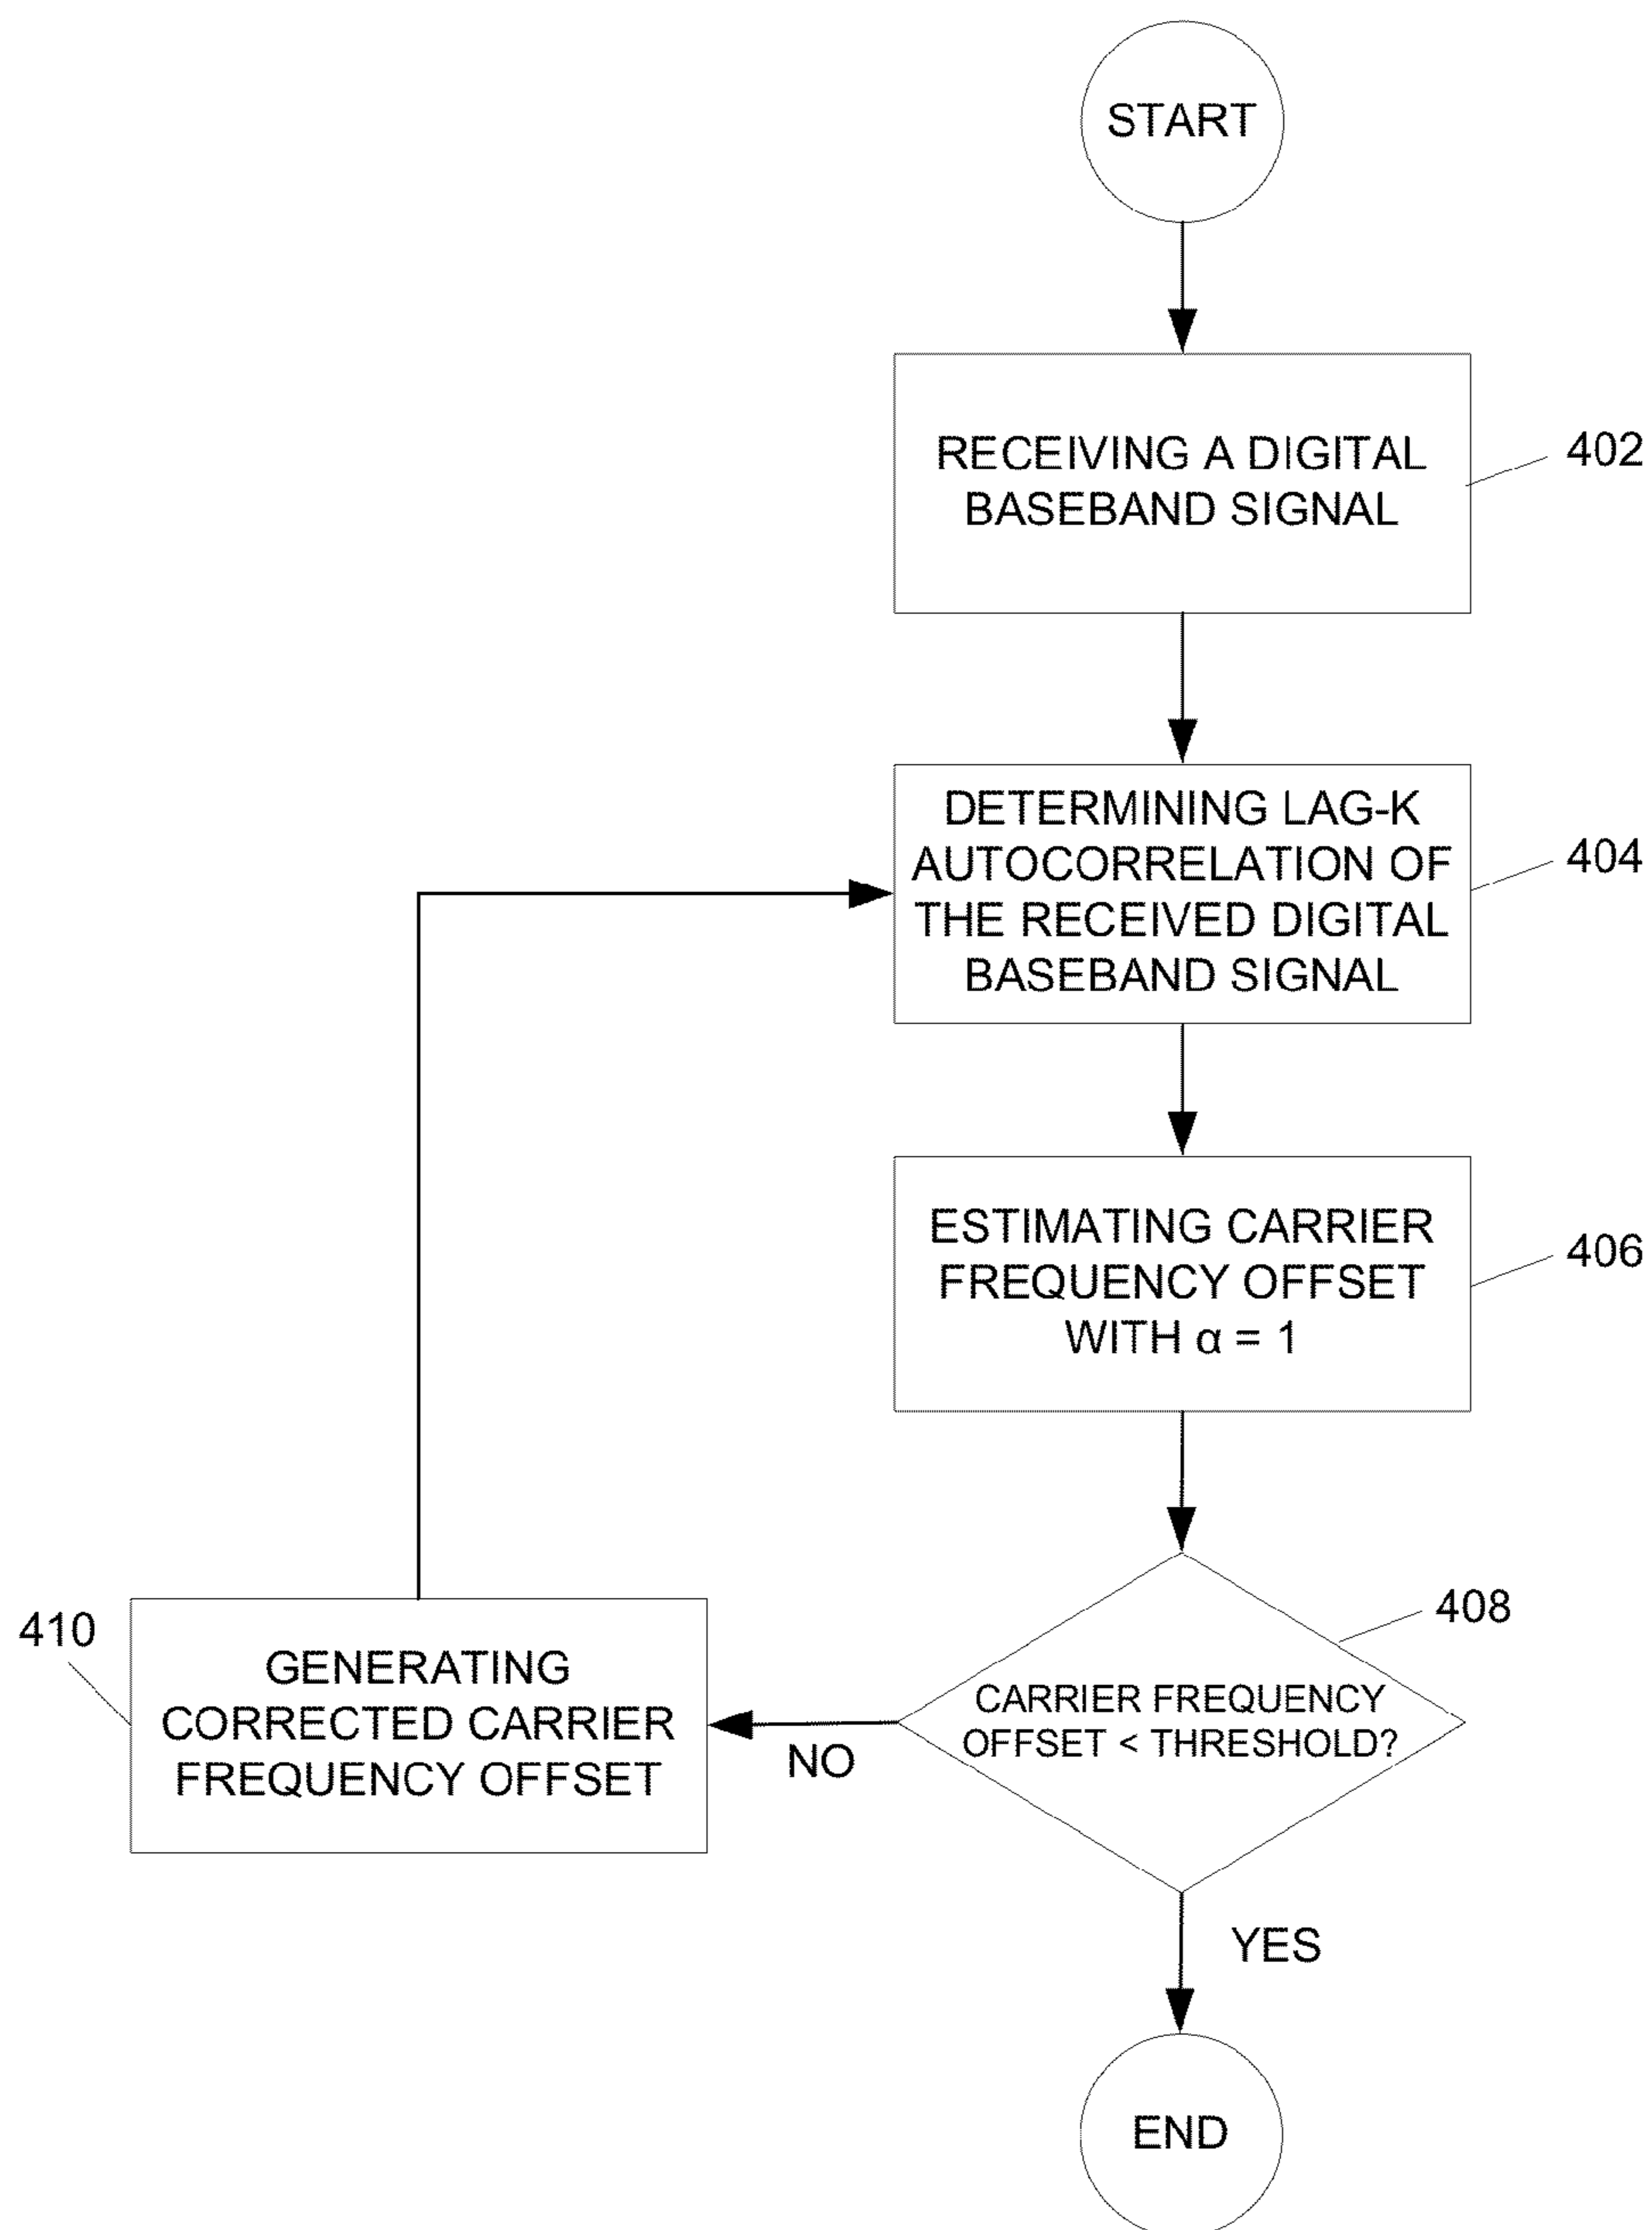 START
RECEIVING A DIGITAL
BASEBAND SIGNAL
402
DETERMINING LAG-K
AUTOCORRELATION OF
THE RECEIVED DIGITAL
BASEBAND SIGNAL
404
ESTIMATING CARRIER
FREQUENCY OFFSET
WITH α = 1
406
CARRIER FREQUENCY
OFFSET < THRESHOLD?
408
NO
410
GENERATING
CORRECTED CARRIER
FREQUENCY OFFSET
YES
END